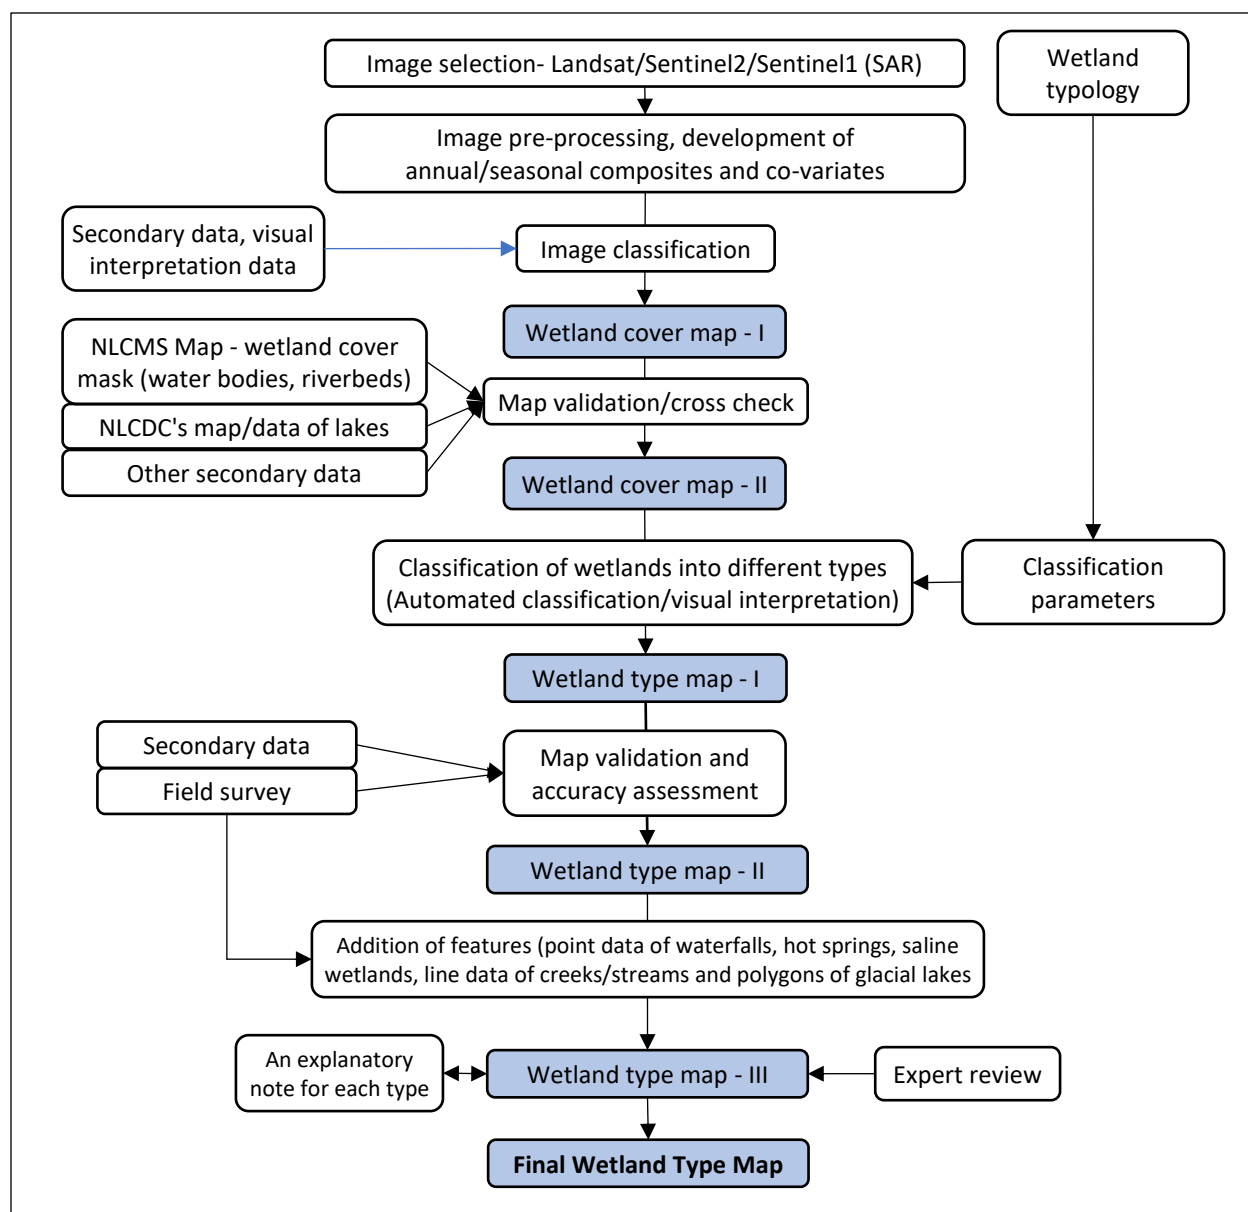 Image selection- Landsat/Sentinel2/Sentinel1 (SAR)
Wetland
typology
Image pre-processing, development of
annual/seasonal composites and co-variates
Secondary data, visual
interpretation data
Image classification
Wetland cover map - I
NLCMS Map - wetland cover
mask (water bodies, riverbeds)
Map validation/cross check
NLCDC's map/data of lakes
Other secondary data
Wetland cover map - II
Classification of wetlands into different types
(Automated classification/visual interpretation)
Classification
parameters
Wetland type map - I
Secondary data
Field survey
Map validation and
accuracy assessment
Wetland type map - II
Addition of features (point data of waterfalls, hot springs, saline
wetlands, line data of creeks/streams and polygons of glacial lakes
An explanatory
note for each type
Wetland type map - III
Expert review
Final Wetland Type Map